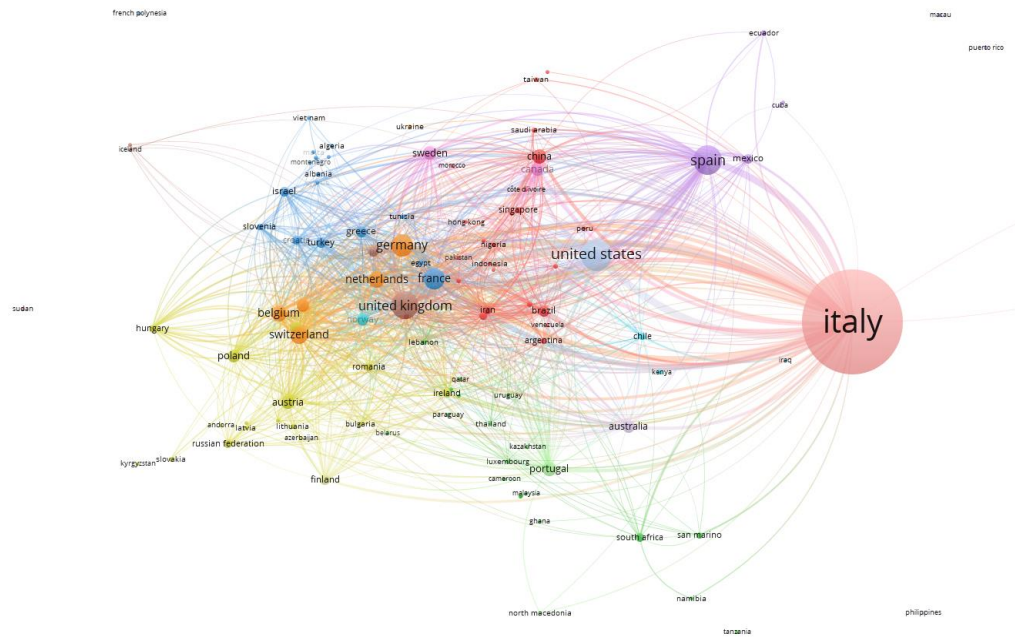 french polynesia
macau
ecuador
puerto rico
taiwan
cuba
vietnam
ukraine
saudi arabia
iceland
algeria
malta
sweden
china
spain
mexico
montenegro
morocco
canada
albania
israel
côte d'ivoire
singapore
tunisia
hong kong
slovenia
greece
peru
croatia
turkey
germany
nigeria
united states
egypt
pakistan
indonesia
netherlands
france
sudan
united kingdom
iran
brazil
belgium
norway
italy
hungary
switzerland
venezuela
lebanon
argentina
chile
poland
iraq
romania
kenya
qatar
ireland
uruguay
austria
paraguay
andorra
latvia
lithuania
bulgaria
thailand
australia
belarus
azerbaijan
russian federation
kazakhstan
kyrgyzstan
slovakia
luxembourg
portugal
finland
cameroon
malaysia
ghana
south africa
san marino
namibia
north macedonia
philippines
tanzania